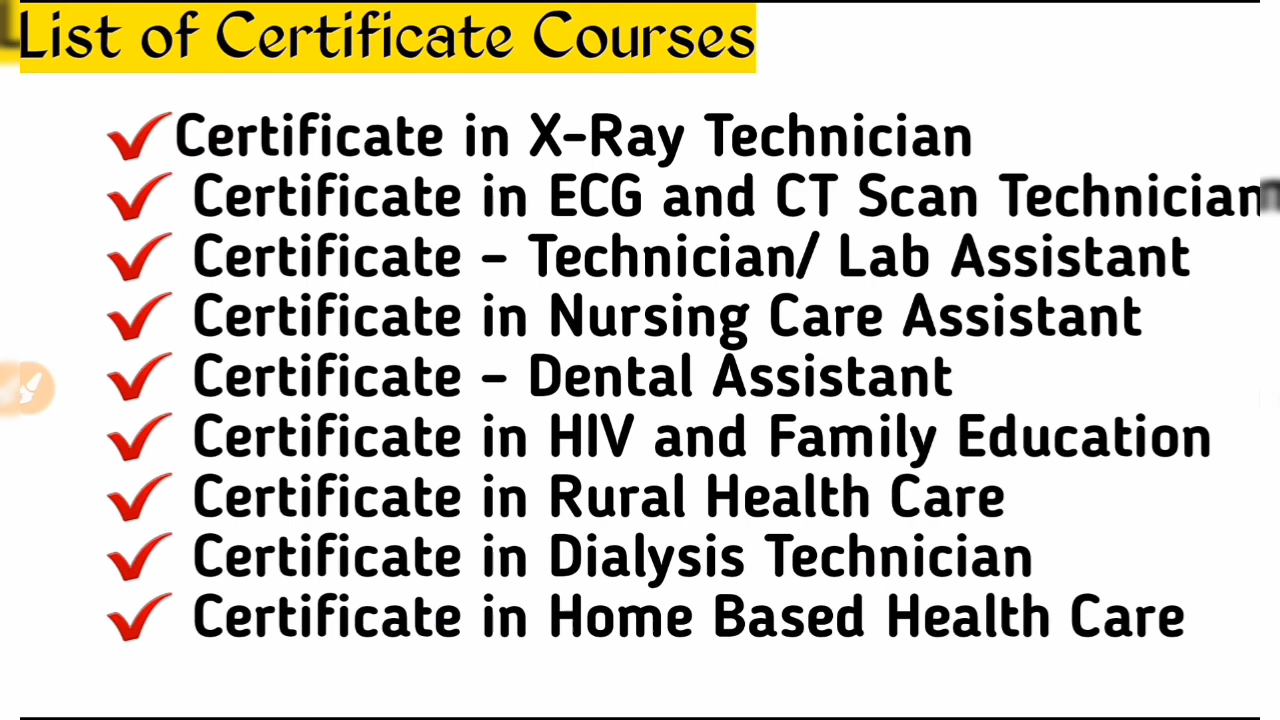 List of Certificate Courses
Certificate in X-Ray Technician
Certificate in ECG and CT Scan Technician
Certificate - Technician/ Lab Assistant
Certificate in Nursing Care Assistant
Certificate - Dental Assistant
Certificate in HIV and Family Education
Certificate in Rural Health Care
Certificate in Dialysis Technician
Certificate in Home Based Health Care